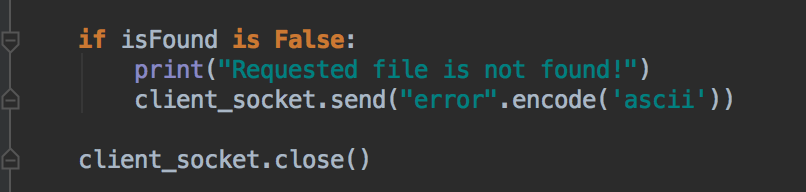 if isFound is False:
    print("Requested file is not found!")
    client_socket.send("error".encode('ascii'))
client_socket.close()